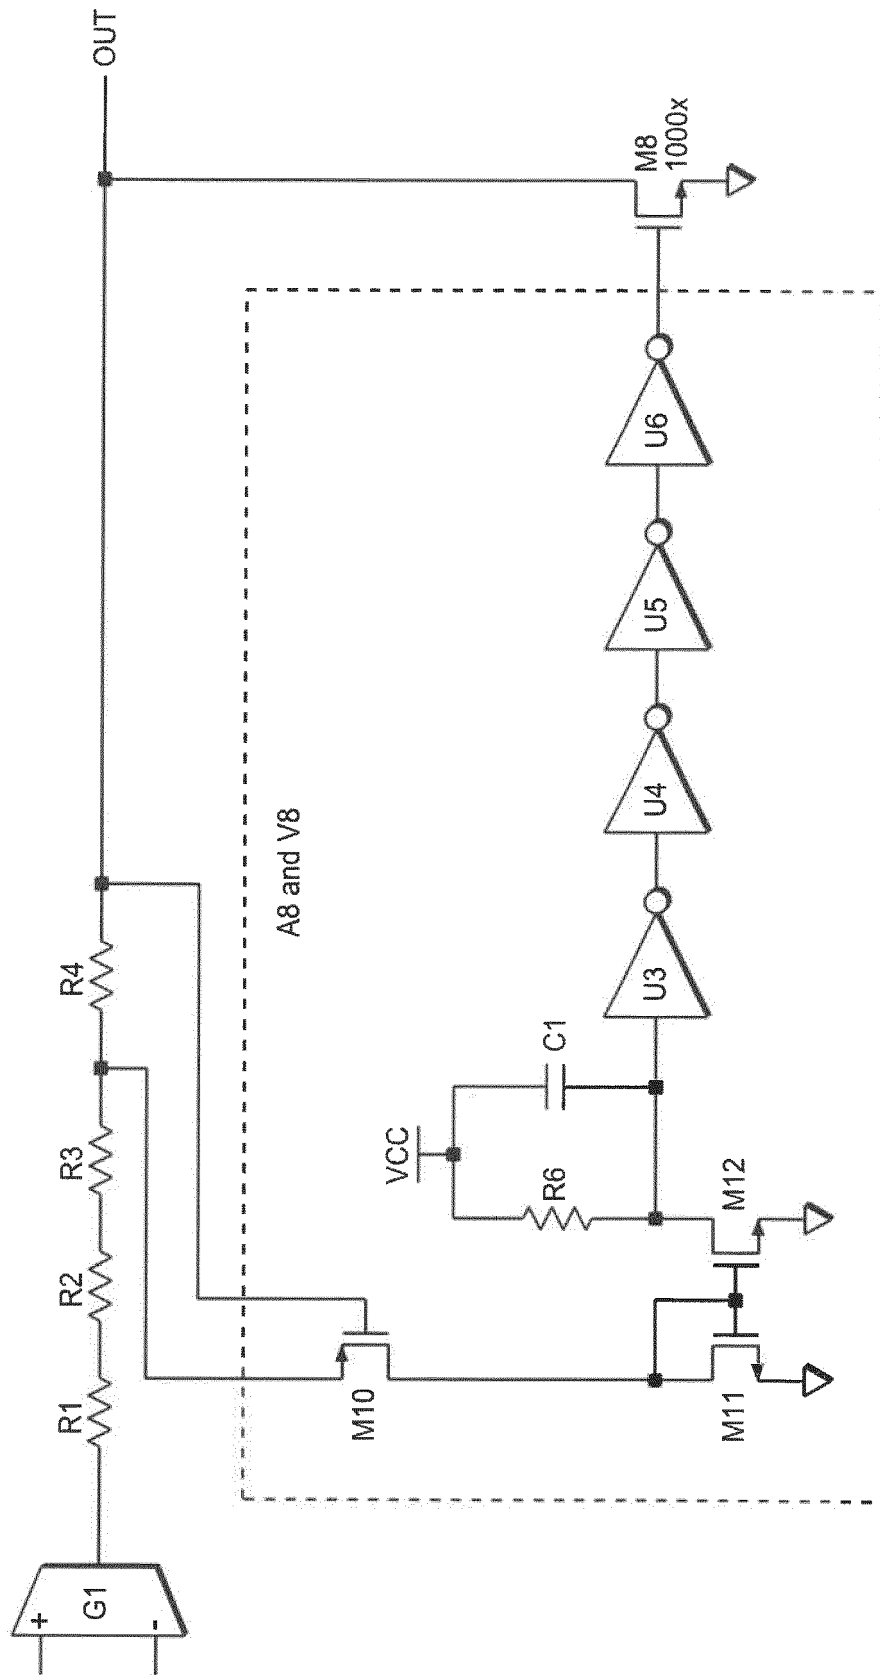 +
G1
-
R1
R2
R3
R4
OUT
A8 and V8
VCC
R6
C1
M10
M11
M12
U3
U4
U5
U6
M8
1000x